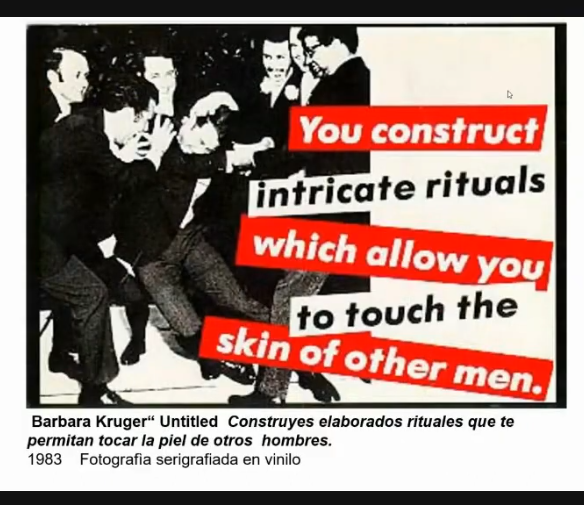 You construct
intricate rituals
which allow you
to touch the
skin of other men.
Barbara Kruger“ Untitled Construyes elaborados rituales que te
permitan tocar la piel de otros hombres.
1983 Fotografia serigrafiada en vinilo